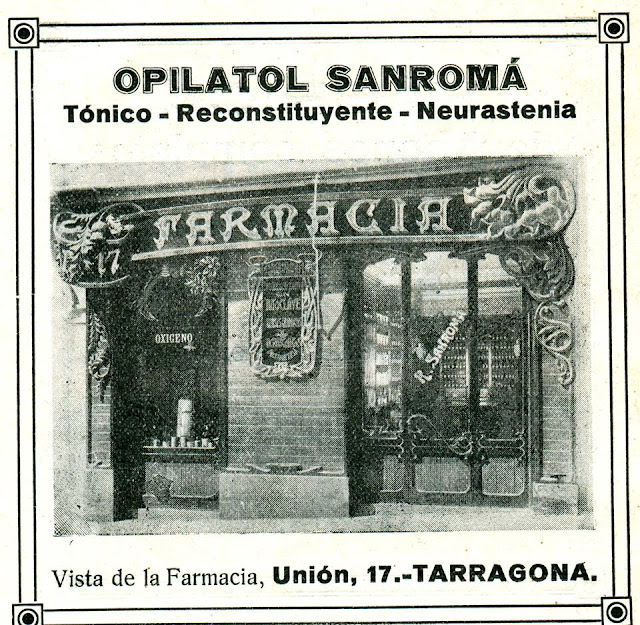 OPILATOL SANROMÁ
Tónico - Reconstituyente - Neurastenia
FARMACIA
17
OXIGENO
R. SANROMÁ
Vista de la Farmacia, Unión, 17.-TARRAGONA.